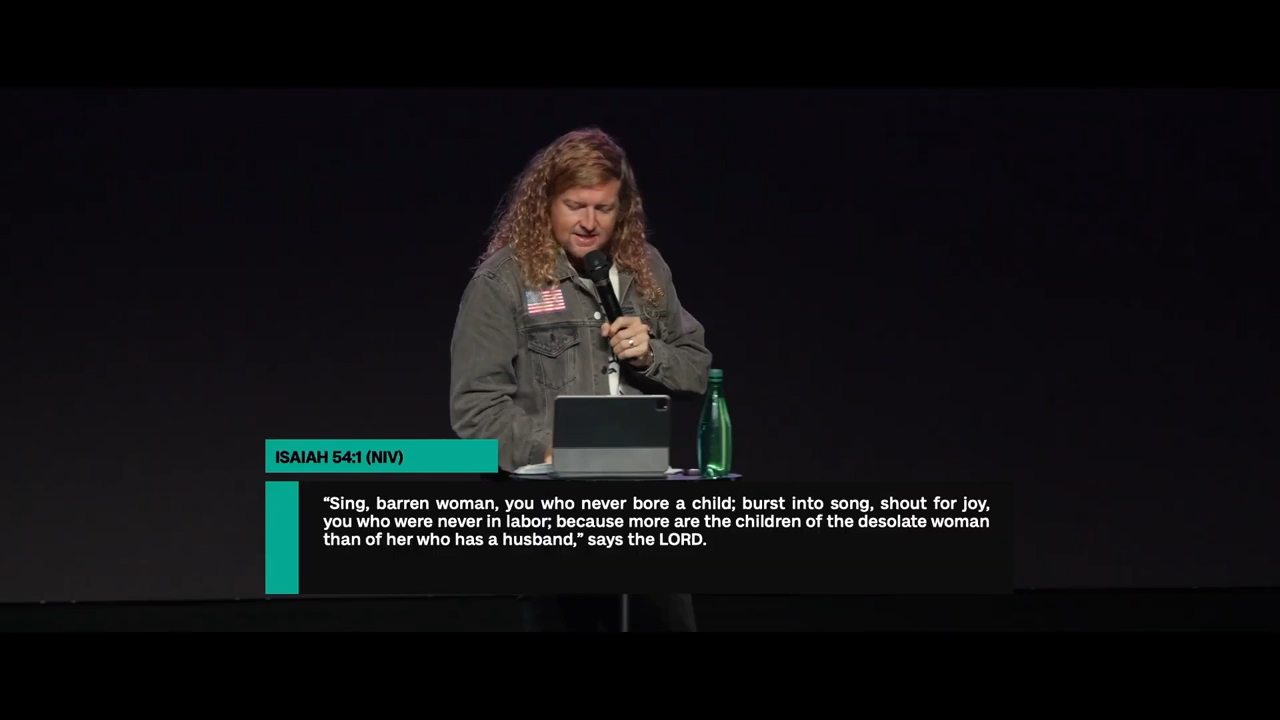 ISAIAH 54:1 (NIV)
“Sing, barren woman, you who never bore a child; burst into song, shout for joy,
you who were never in labor; because more are the children of the desolate woman
than of her who has a husband,” says the LORD.